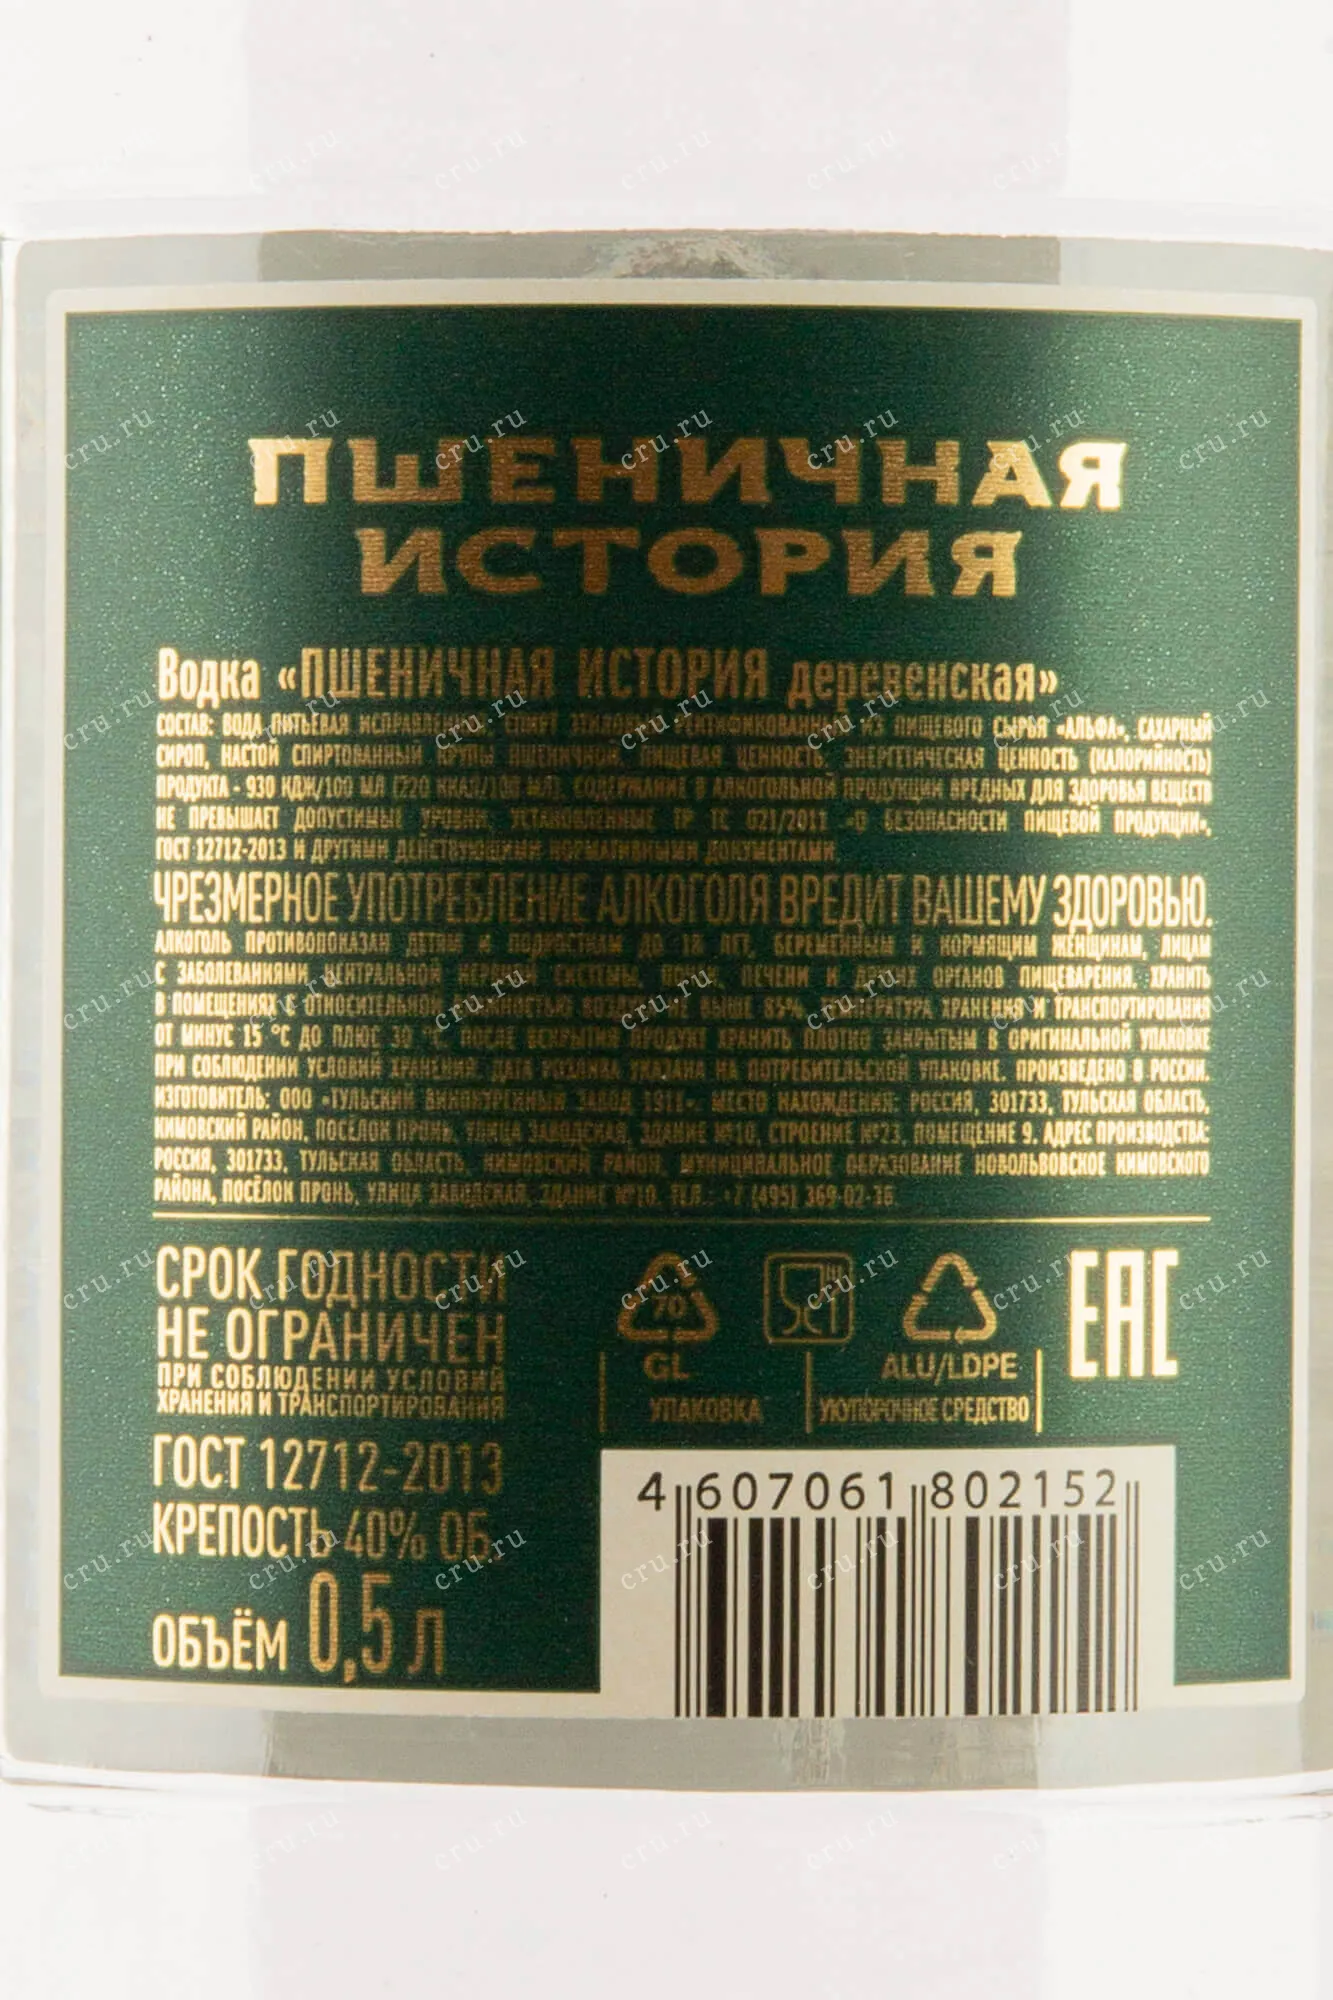 ПШЕНИЧНАЯ
ИСТОРИЯ
Водка «ПШЕНИЧНАЯ ИСТОРИЯ деревенская»
СОСТАВ: ВОДА ПИТЬЕВАЯ ИСПРАВЛЕННАЯ, СПИРТ ЭТИЛОВЫЙ РЕКТИФИКОВАННЫЙ ИЗ ПИЩЕВОГО СЫРЬЯ «АЛЬФА», САХАРНЫЙ
СИРОП, НАСТОЙ СПИРТОВАННЫЙ КРУПЫ ПШЕНИЧНОЙ. ПИЩЕВАЯ ЦЕННОСТЬ: ЭНЕРГЕТИЧЕСКАЯ ЦЕННОСТЬ (КАЛОРИЙНОСТЬ)
ПРОДУКТА - 930 КДЖ/100 МЛ (220 ККАЛ/100 МЛ). СОДЕРЖАНИЕ В АЛКОГОЛЬНОЙ ПРОДУКЦИИ ВРЕДНЫХ ДЛЯ ЗДОРОВЬЯ ВЕЩЕСТВ
НЕ ПРЕВЫШАЕТ ДОПУСТИМЫЕ УРОВНИ, УСТАНОВЛЕННЫЕ ТР ТС 021/2011 «О БЕЗОПАСНОСТИ ПИЩЕВОЙ ПРОДУКЦИИ»,
ГОСТ 12712-2013 И ДРУГИМИ ДЕЙСТВУЮЩИМИ НОРМАТИВНЫМИ ДОКУМЕНТАМИ.
ЧРЕЗМЕРНОЕ УПОТРЕБЛЕНИЕ АЛКОГОЛЯ ВРЕДИТ ВАШЕМУ ЗДОРОВЬЮ.
АЛКОГОЛЬ ПРОТИВОПОКАЗАН ДЕТЯМ И ПОДРОСТКАМ ДО 18 ЛЕТ, БЕРЕМЕННЫМ И КОРМЯЩИМ ЖЕНЩИНАМ, ЛИЦАМ
С ЗАБОЛЕВАНИЯМИ ЦЕНТРАЛЬНОЙ НЕРВНОЙ СИСТЕМЫ, ПОЧЕК, ПЕЧЕНИ И ДРУГИХ ОРГАНОВ ПИЩЕВАРЕНИЯ. ХРАНИТЬ
В ПОМЕЩЕНИЯХ С ОТНОСИТЕЛЬНОЙ ВЛАЖНОСТЬЮ ВОЗДУХА НЕ ВЫШЕ 85%. ТЕМПЕРАТУРА ХРАНЕНИЯ И ТРАНСПОРТИРОВАНИЯ
ОТ МИНУС 15 °С ДО ПЛЮС 30 °С. ПОСЛЕ ВСКРЫТИЯ ПРОДУКТ ХРАНИТЬ ПЛОТНО ЗАКРЫТЫМ В ОРИГИНАЛЬНОЙ УПАКОВКЕ
ПРИ СОБЛЮДЕНИИ УСЛОВИЙ ХРАНЕНИЯ. ДАТА РОЗЛИВА УКАЗАНА НА ПОТРЕБИТЕЛЬСКОЙ УПАКОВКЕ. ПРОИЗВЕДЕНО В РОССИИ.
ИЗГОТОВИТЕЛЬ: ООО «ТУЛЬСКИЙ ВИНОКУРЕННЫЙ ЗАВОД 1911». МЕСТО НАХОЖДЕНИЯ: РОССИЯ, 301733, ТУЛЬСКАЯ ОБЛАСТЬ,
КИМОВСКИЙ РАЙОН, ПОСЁЛОК ПРОНЬ, УЛИЦА ЗАВОДСКАЯ, ЗДАНИЕ №10, СТРОЕНИЕ №23, ПОМЕЩЕНИЕ 9. АДРЕС ПРОИЗВОДСТВА:
РОССИЯ, 301733, ТУЛЬСКАЯ ОБЛАСТЬ, КИМОВСКИЙ РАЙОН, МУНИЦИПАЛЬНОЕ ОБРАЗОВАНИЕ НОВОЛЬВОВСКОЕ КИМОВСКОГО
РАЙОНА, ПОСЁЛОК ПРОНЬ, УЛИЦА ЗАВОДСКАЯ, ЗДАНИЕ №10. ТЕЛ.: +7 (495) 369-02-36.
СРОК ГОДНОСТИ
НЕ ОГРАНИЧЕН
ПРИ СОБЛЮДЕНИИ УСЛОВИЙ
ХРАНЕНИЯ И ТРАНСПОРТИРОВАНИЯ
ГОСТ 12712-2013
КРЕПОСТЬ 40% ОБ.
ОБЪЁМ 0,5 л
70
GL
УПАКОВКА
ALU/LDPE
УКУПОРОЧНОЕ СРЕДСТВО
EAC
4 607061 802152
cru.ru